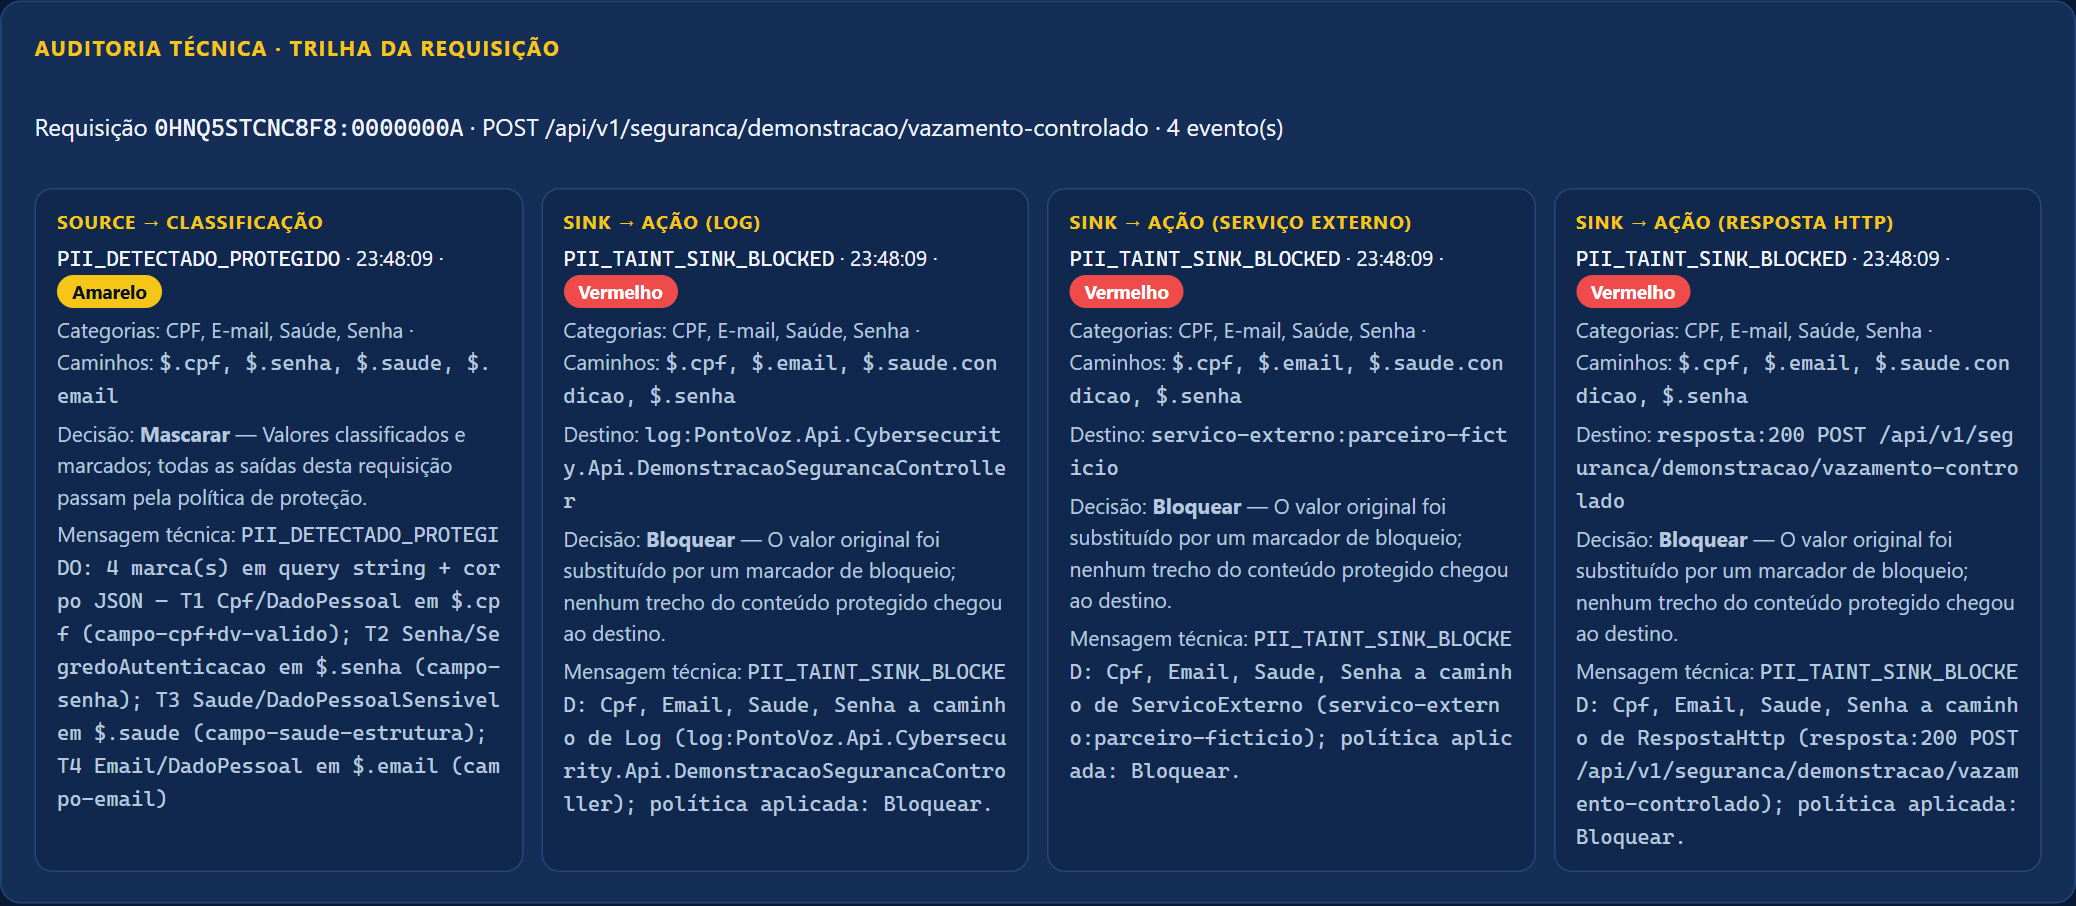 AUDITORIA TÉCNICA · TRILHA DA REQUISIÇÃO
Requisição 0HNQ5STCNC8F8:0000000A · POST /api/v1/seguranca/demonstracao/vazamento-controlado · 4 evento(s)
SOURCE → CLASSIFICAÇÃO
PII_DETECTADO_PROTEGIDO · 23:48:09 ·
Amarelo
Categorias: CPF, E-mail, Saúde, Senha ·
Caminhos: $.cpf, $.senha, $.saude, $.
email
Decisão: Mascarar — Valores classificados e
marcados; todas as saídas desta requisição
passam pela política de proteção.
Mensagem técnica: PII_DETECTADO_PROTEGI
DO: 4 marca(s) em query string + cor
po JSON — T1 Cpf/DadoPessoal em $.cp
f (campo-cpf+dv-valido); T2 Senha/Se
gredoAutenticacao em $.senha (campo-
senha); T3 Saude/DadoPessoalSensivel
em $.saude (campo-saude-estrutura);
T4 Email/DadoPessoal em $.email (cam
po-email)
SINK → AÇÃO (LOG)
PII_TAINT_SINK_BLOCKED · 23:48:09 ·
Vermelho
Categorias: CPF, E-mail, Saúde, Senha ·
Caminhos: $.cpf, $.email, $.saude.con
dicao, $.senha
Destino: log:PontoVoz.Api.Cybersecurit
y.Api.DemonstracaoSegurancaControlle
r
Decisão: Bloquear — O valor original foi
substituído por um marcador de bloqueio;
nenhum trecho do conteúdo protegido chegou
ao destino.
Mensagem técnica: PII_TAINT_SINK_BLOCKE
D: Cpf, Email, Saude, Senha a caminh
o de Log (log:PontoVoz.Api.Cybersecu
rity.Api.DemonstracaoSegurancaContro
ller); política aplicada: Bloquear.
SINK → AÇÃO (SERVIÇO EXTERNO)
PII_TAINT_SINK_BLOCKED · 23:48:09 ·
Vermelho
Categorias: CPF, E-mail, Saúde, Senha ·
Caminhos: $.cpf, $.email, $.saude.con
dicao, $.senha
Destino: servico-externo:parceiro-fict
icio
Decisão: Bloquear — O valor original foi
substituído por um marcador de bloqueio;
nenhum trecho do conteúdo protegido chegou
ao destino.
Mensagem técnica: PII_TAINT_SINK_BLOCKE
D: Cpf, Email, Saude, Senha a caminh
o de ServicoExterno (servico-extern
o:parceiro-ficticio); política aplic
ada: Bloquear.
SINK → AÇÃO (RESPOSTA HTTP)
PII_TAINT_SINK_BLOCKED · 23:48:09 ·
Vermelho
Categorias: CPF, E-mail, Saúde, Senha ·
Caminhos: $.cpf, $.email, $.saude.con
dicao, $.senha
Destino: resposta:200 POST /api/v1/seg
uranca/demonstracao/vazamento-contro
lado
Decisão: Bloquear — O valor original foi
substituído por um marcador de bloqueio;
nenhum trecho do conteúdo protegido chegou
ao destino.
Mensagem técnica: PII_TAINT_SINK_BLOCKE
D: Cpf, Email, Saude, Senha a caminh
o de RespostaHttp (resposta:200 POST
/api/v1/seguranca/demonstracao/vazam
ento-controlado); política aplicada:
Bloquear.